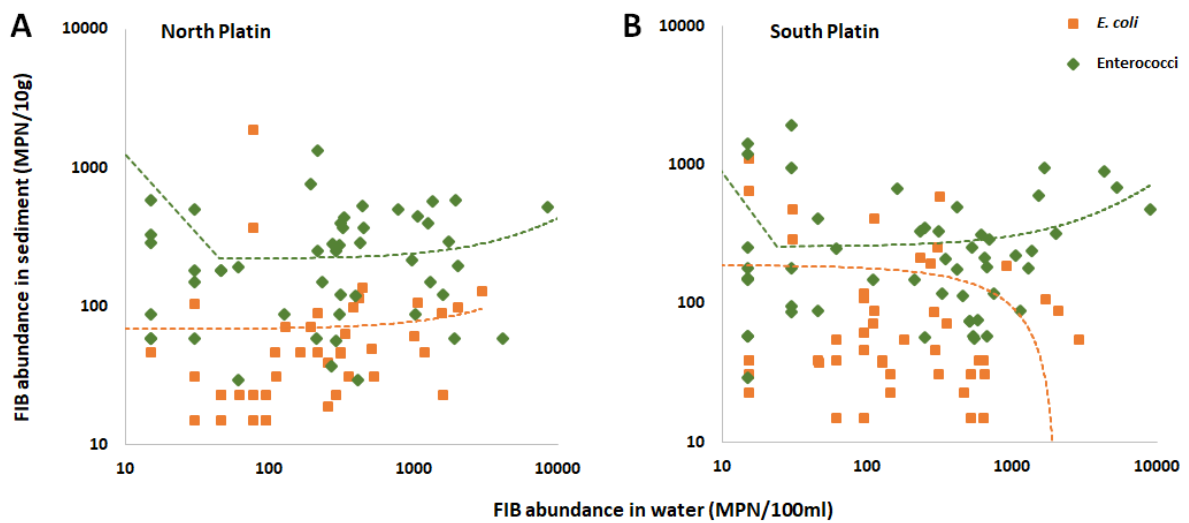 A
North Platin
B
South Platin
E. coli
Enterococci
FIB abundance in sediment (MPN/10g)
10000
1000
100
10
10
100
1000
10000
10000
1000
100
10
10
100
1000
10000
FIB abundance in water (MPN/100ml)